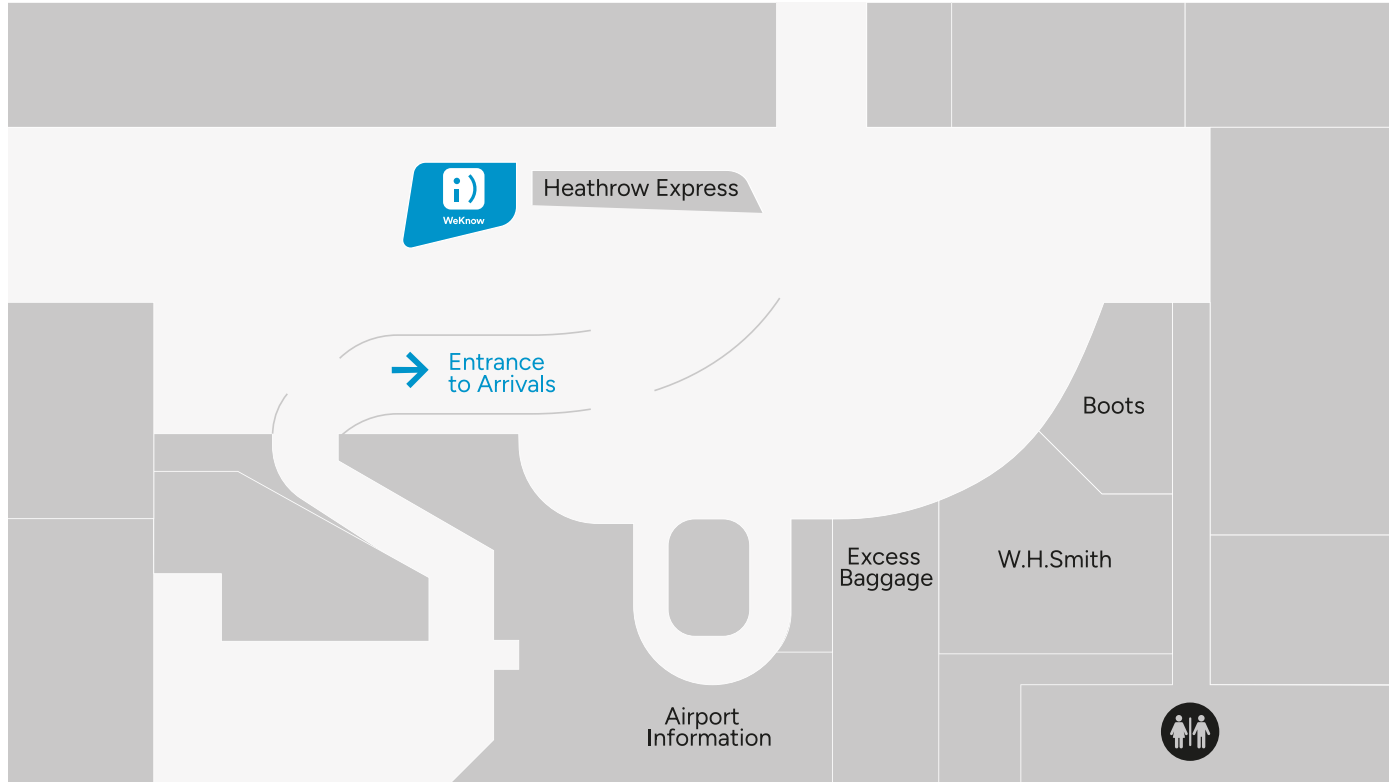 i)
WeKnow
Heathrow Express
Entrance
to Arrivals
Boots
Excess
Baggage
W.H.Smith
Airport
Information